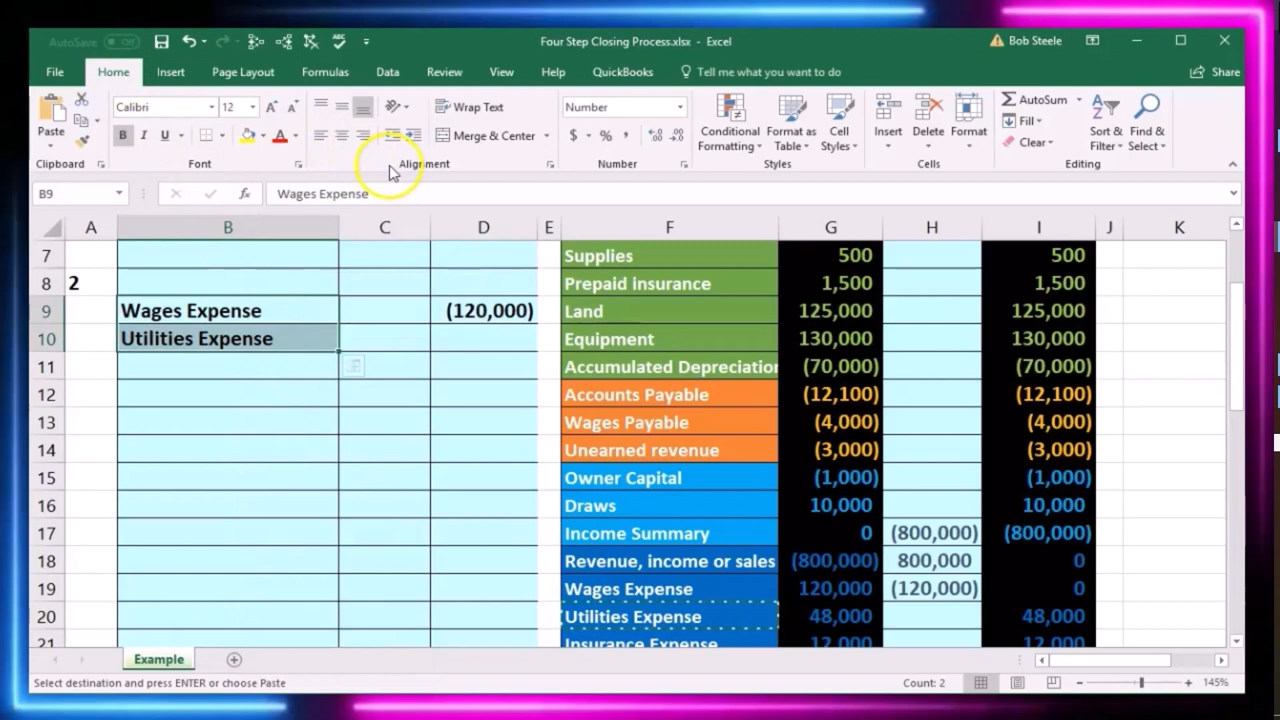 AutoSave Off
Four Step Closing Process.xlsx - Excel
Bob Steele
File Home Insert Page Layout Formulas Data Review View Help QuickBooks Tell me what you want to do Share
Calibri 12 Wrap Text Number AutoSum
Paste B I U Merge & Center $ % , Conditional Formatting Format as Table Cell Styles Insert Delete Format Fill Clear Sort & Filter Find & Select
Clipboard Font Alignment Number Styles Cells Editing
B9 fx Wages Expense
A B C D E F G H I J K
7 Supplies 500 500
8 2 Prepaid insurance 1,500 1,500
9 Wages Expense (120,000) Land 125,000 125,000
10 Utilities Expense Equipment 130,000 130,000
11 Accumulated Depreciation (70,000) (70,000)
12 Accounts Payable (12,100) (12,100)
13 Wages Payable (4,000) (4,000)
14 Unearned revenue (3,000) (3,000)
15 Owner Capital (1,000) (1,000)
16 Draws 10,000 10,000
17 Income Summary 0 (800,000) (800,000)
18 Revenue, income or sales (800,000) 800,000 0
19 Wages Expense 120,000 (120,000) 0
20 Utilities Expense 48,000 48,000
21 Insurance Expense 12,000 12,000
Example
Select destination and press ENTER or choose Paste Count: 2 145%